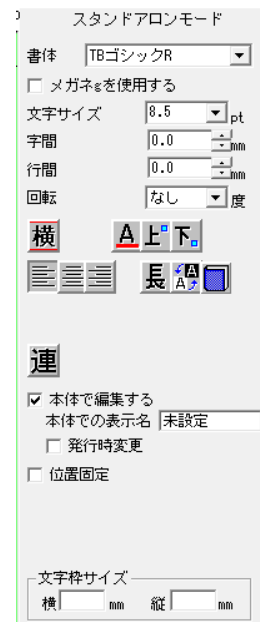 スタンドアロンモード
書体 TBゴシックR
メガネgを使用する
文字サイズ 8.5 pt
字間 0.0 mm
行間 0.0 mm
回転 なし 度
横 A 上 下
長 A あ
連
本体で編集する
本体での表示名 未設定
発行時変更
位置固定
文字枠サイズ
横 mm 縦 mm